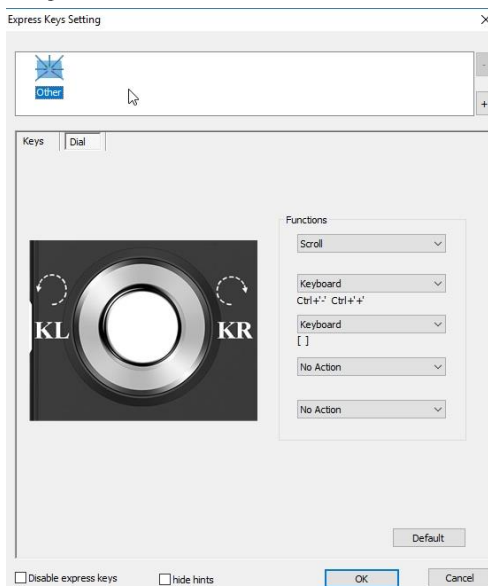 Express Keys Setting
Other
-
+
Keys Dial
Functions
Scroll
Keyboard
Ctrl+'-' Ctrl+'+'
Keyboard
[ ]
No Action
No Action
KL KR
Default
Disable express keys hide hints OK Cancel